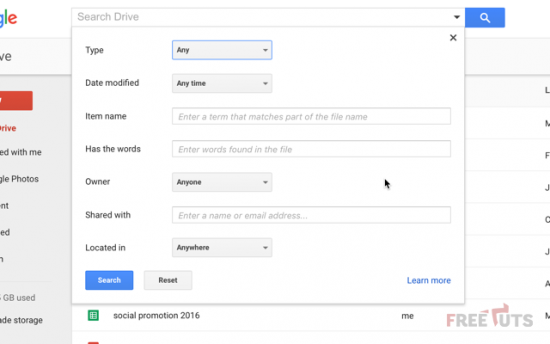 gle
Search Drive
ve
Type Any
Date modified Any time
L
Item name Enter a term that matches part of the file name
M
Drive
Has the words Enter words found in the file
ed with me
F
gle Photos
Owner Anyone
J
ent
Shared with Enter a name or email address...
ed
Located in Anywhere
Search Reset Learn more
GB used
A
ade storage
social promotion 2016 me
M
FREETUTS